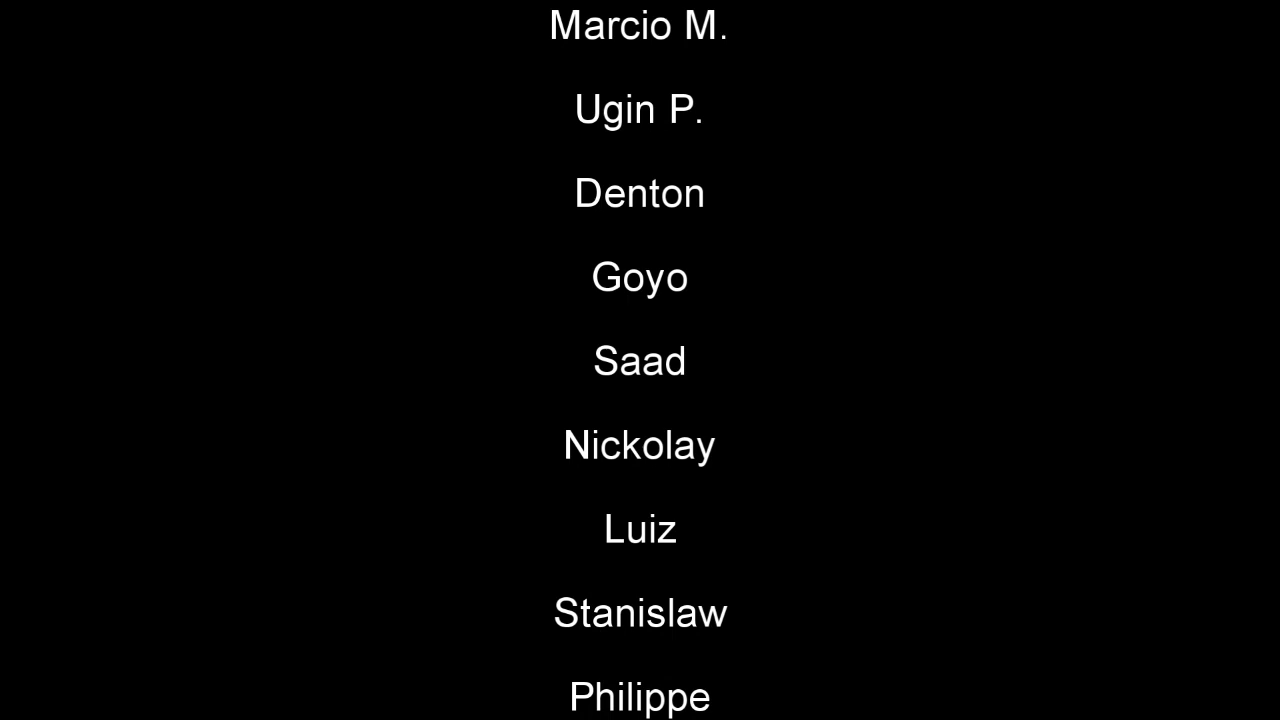 Marcio M.
Ugin P.
Denton
Goyo
Saad
Nickolay
Luiz
Stanislaw
Philippe